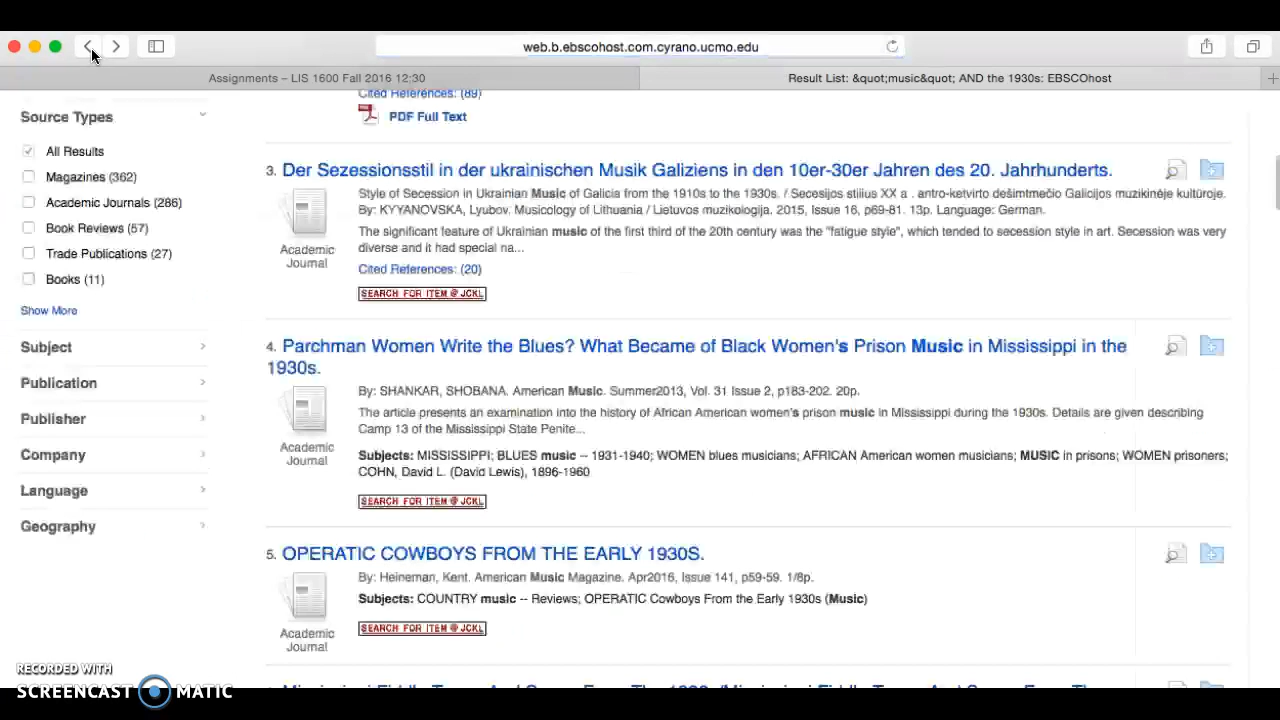 web.b.ebscohost.com.cyrano.ucmo.edu
Assignments – LIS 1600 Fall 2016 12:30
Result List: &quot;music&quot; AND the 1930s: EBSCOhost
Source Types
All Results
Magazines (362)
Academic Journals (286)
Book Reviews (57)
Trade Publications (27)
Books (11)
Show More
Subject
Publication
Publisher
Company
Language
Geography
Cited References: (89)
PDF Full Text
3. Der Sezessionsstil in der ukrainischen Musik Galiziens in den 10er-30er Jahren des 20. Jahrhunderts.
Academic
Journal
Style of Secession in Ukrainian Music of Galicia from the 1910s to the 1930s. / Secesijos stilius XX a . antro-ketvirto dešimtmečio Galicijos muzikinėje kultūroje.
By: KYYANOVSKA, Lyubov. Musicology of Lithuania / Lietuvos muzikologija. 2015, Issue 16, p69-81. 13p. Language: German.
The significant feature of Ukrainian music of the first third of the 20th century was the "fatigue style", which tended to secession style in art. Secession was very
diverse and it had special na...
Cited References: (20)
SEARCH FOR ITEM @ JCKL
4. Parchman Women Write the Blues? What Became of Black Women's Prison Music in Mississippi in the
1930s.
Academic
Journal
By: SHANKAR, SHOBANA. American Music. Summer2013, Vol. 31 Issue 2, p183-202. 20p.
The article presents an examination into the history of African American women's prison music in Mississippi during the 1930s. Details are given describing
Camp 13 of the Mississippi State Penite...
Subjects: MISSISSIPPI; BLUES music -- 1931-1940; WOMEN blues musicians; AFRICAN American women musicians; MUSIC in prisons; WOMEN prisoners;
COHN, David L. (David Lewis), 1896-1960
SEARCH FOR ITEM @ JCKL
5. OPERATIC COWBOYS FROM THE EARLY 1930S.
Academic
Journal
By: Heineman, Kent. American Music Magazine. Apr2016, Issue 141, p59-59. 1/8p.
Subjects: COUNTRY music -- Reviews; OPERATIC Cowboys From the Early 1930s (Music)
SEARCH FOR ITEM @ JCKL
RECORDED WITH
SCREENCAST MATIC